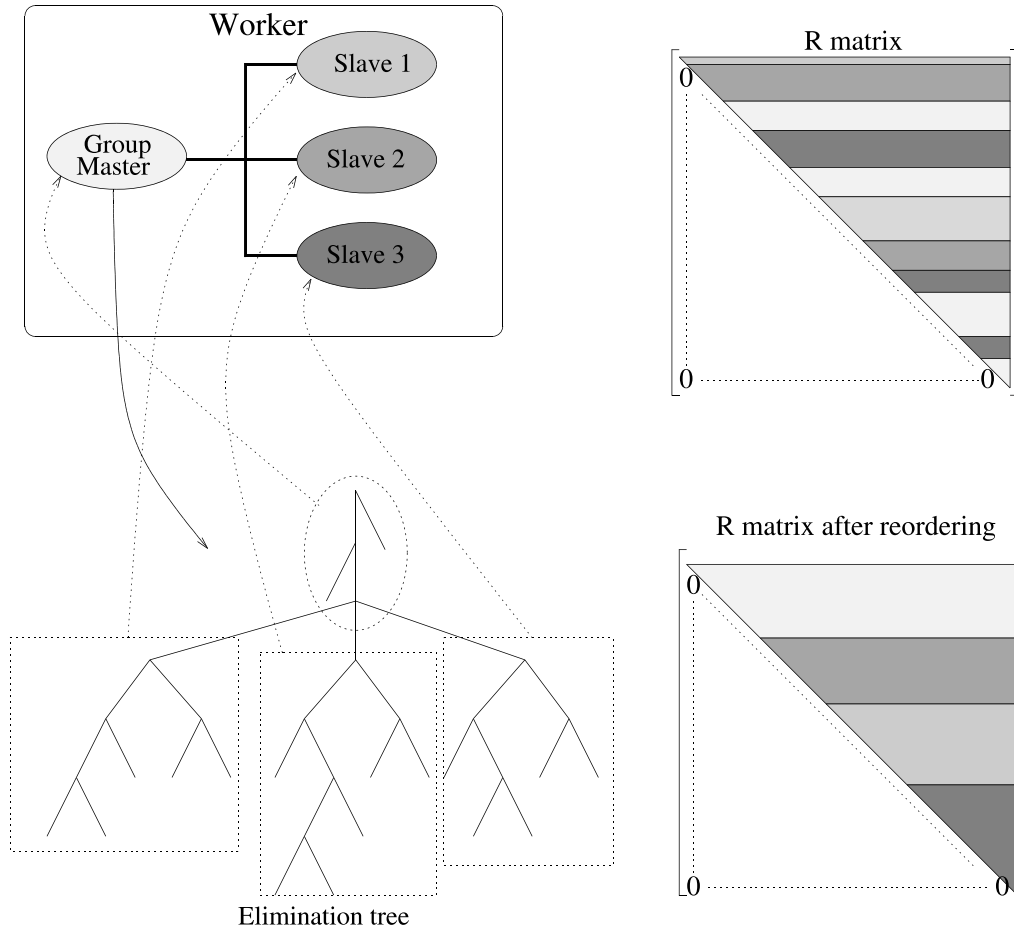 Worker
Slave 1
Group
Master
Slave 2
Slave 3
R matrix
0
0
0
R matrix after reordering
0
0
0
Elimination tree